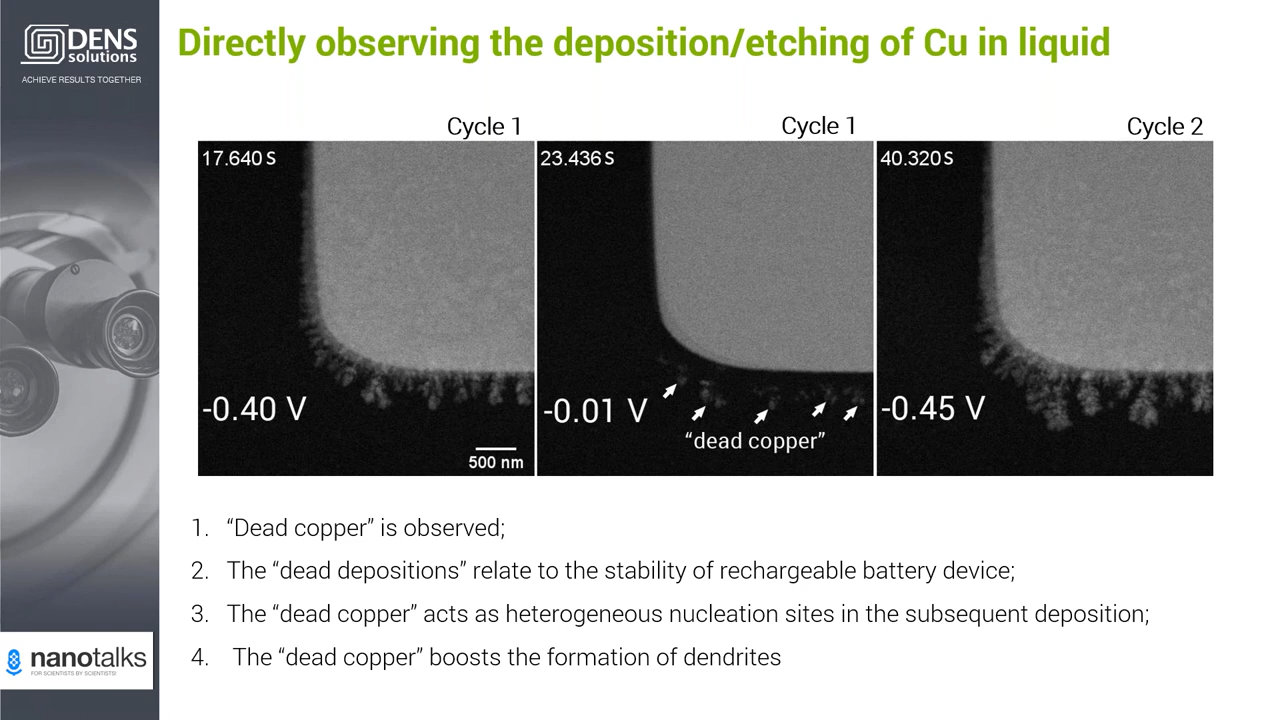 DENS
solutions
ACHIEVE RESULTS TOGETHER
Directly observing the deposition/etching of Cu in liquid
Cycle 1
Cycle 1
Cycle 2
17.640 s
23.436 s
40.320 s
-0.40 V
-0.01 V
-0.45 V
"dead copper"
500 nm
1. “Dead copper” is observed;
2. The “dead depositions” relate to the stability of rechargeable battery device;
3. The “dead copper” acts as heterogeneous nucleation sites in the subsequent deposition;
4. The “dead copper” boosts the formation of dendrites
nanotalks
FOR SCIENTISTS BY SCIENTISTS!